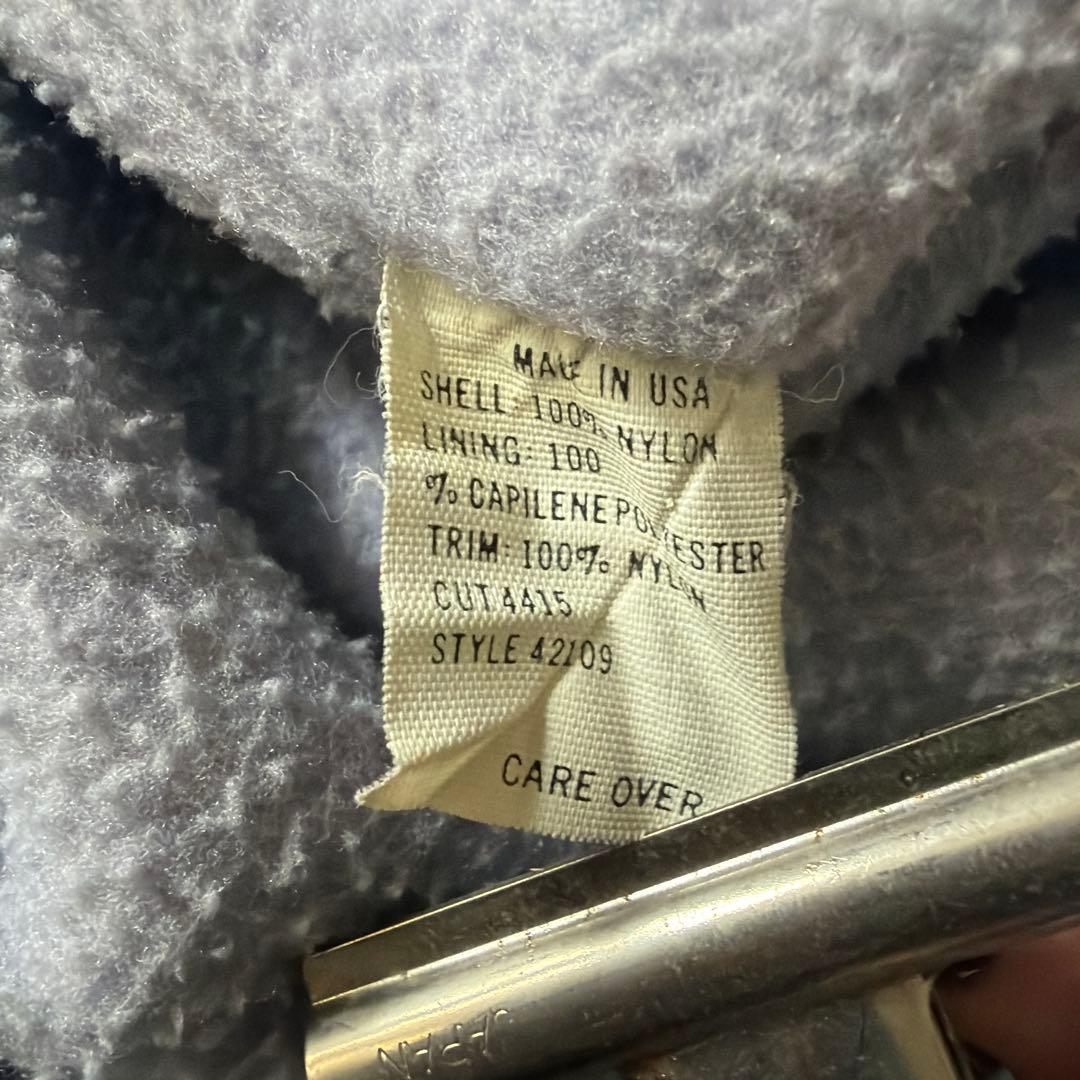 MADE IN USA
SHELL: 100% NYLON
LINING: 100
% CAPILENE POLYESTER
TRIM: 100% NYLON
CUT 4415
STYLE 42109
CARE OVER
JAPAN